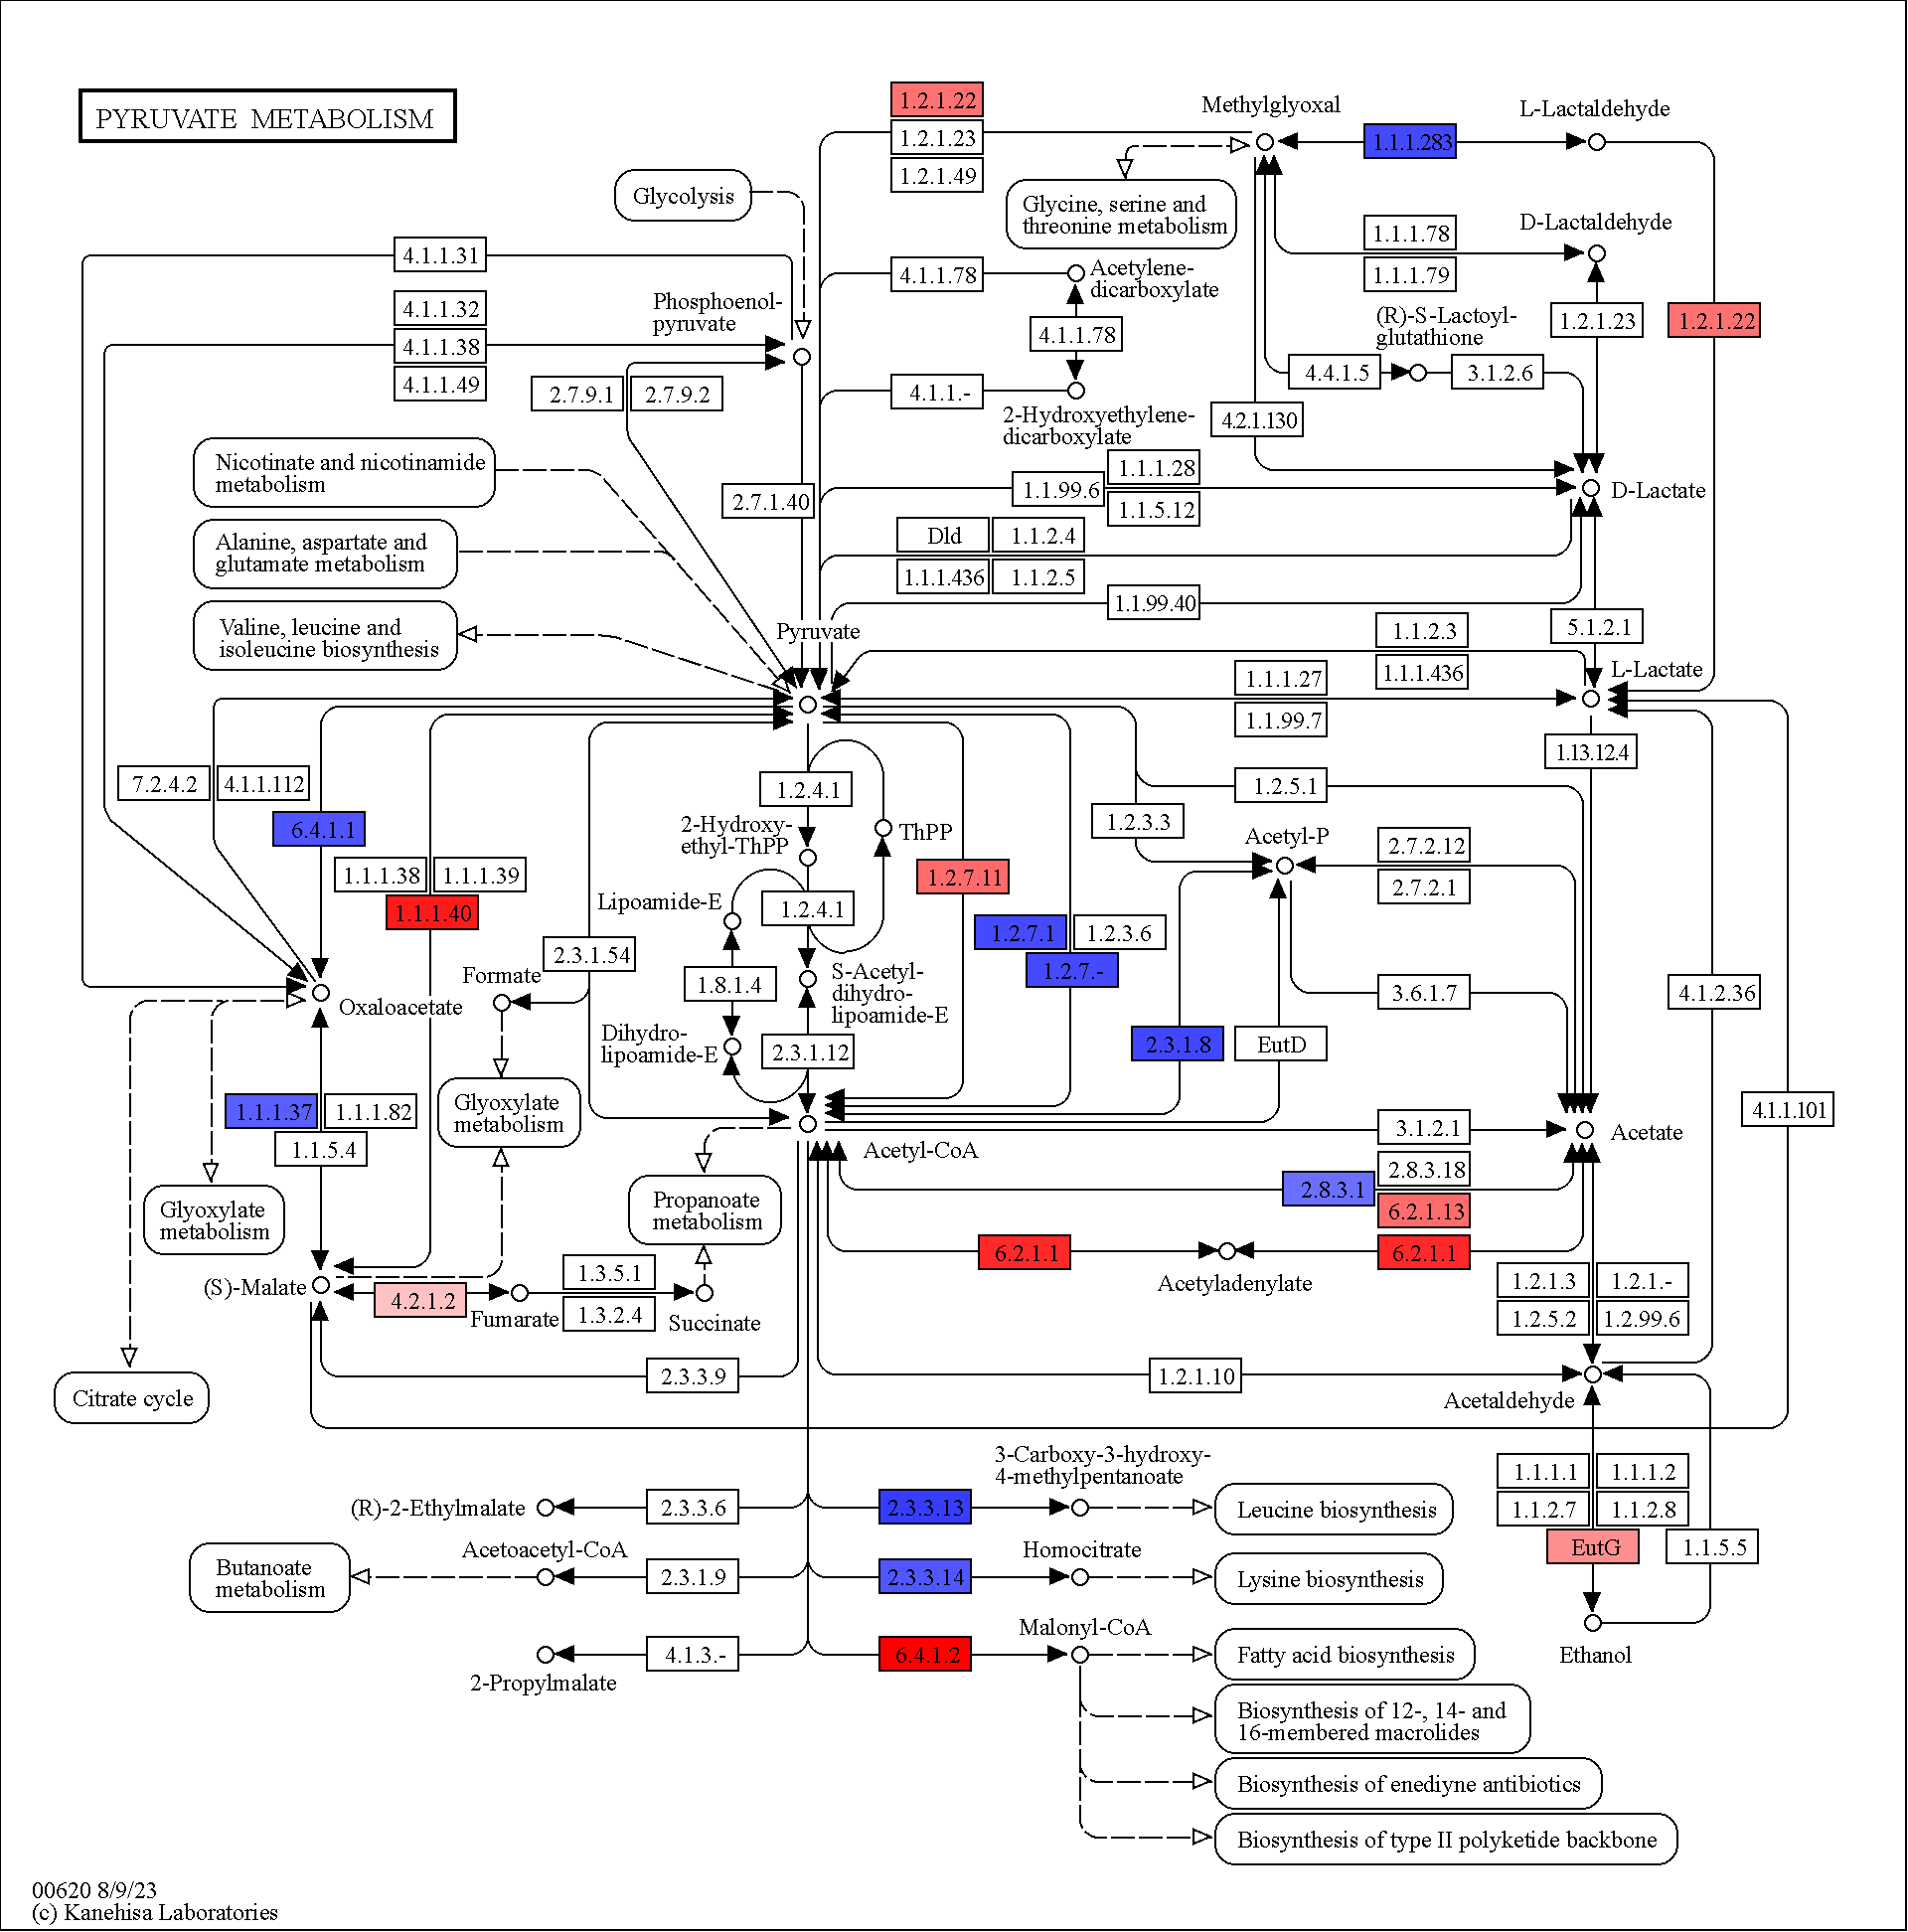 PYRUVATE METABOLISM
1.2.1.22
1.2.1.23
1.2.1.49
Methylglyoxal
1.1.1.283
L-Lactaldehyde
Glycolysis
Glycine, serine and
threonine metabolism
1.1.1.78
1.1.1.79
D-Lactaldehyde
4.1.1.31
4.1.1.32
4.1.1.38
4.1.1.49
Phosphoenol-
pyruvate
4.1.1.78
Acetylene-
dicarboxylate
4.1.1.78
(R)-S-Lactoyl-
glutathione
1.2.1.23
1.2.1.22
2.7.9.1
2.7.9.2
4.1.1.-
2-Hydroxyethylene-
dicarboxylate
4.4.1.5
3.1.2.6
4.2.1.130
Nicotinate and nicotinamide
metabolism
2.7.1.40
1.1.99.6
1.1.1.28
1.1.5.12
D-Lactate
Alanine, aspartate and
glutamate metabolism
Dld
1.1.2.4
1.1.1.436
1.1.2.5
1.1.99.40
Valine, leucine and
isoleucine biosynthesis
Pyruvate
1.1.2.3
1.1.1.436
5.1.2.1
1.1.1.27
1.1.99.7
L-Lactate
1.13.12.4
7.2.4.2
4.1.1.112
6.4.1.1
1.2.4.1
1.2.5.1
2-Hydroxy-
ethyl-ThPP
ThPP
1.2.3.3
Acetyl-P
2.7.2.12
2.7.2.1
1.1.1.38
1.1.1.39
1.1.1.40
1.2.7.11
Lipoamide-E
1.2.4.1
1.2.7.1
1.2.3.6
1.2.7.-
2.3.1.54
Formate
1.8.1.4
S-Acetyl-
dihydro-
lipoamide-E
3.6.1.7
4.1.2.36
Oxaloacetate
Dihydro-
lipoamide-E
2.3.1.12
2.3.1.8
EutD
1.1.1.37
1.1.1.82
1.1.5.4
Glyoxylate
metabolism
4.1.1.101
Acetyl-CoA
3.1.2.1
Acetate
2.8.3.18
2.8.3.1
6.2.1.13
Glyoxylate
metabolism
Propanoate
metabolism
6.2.1.1
6.2.1.1
Acetyladenylate
(S)-Malate
4.2.1.2
Fumarate
1.3.5.1
1.3.2.4
Succinate
1.2.1.3
1.2.1.-
1.2.5.2
1.2.99.6
Citrate cycle
2.3.3.9
1.2.1.10
Acetaldehyde
3-Carboxy-3-hydroxy-
4-methylpentanoate
1.1.1.1
1.1.1.2
1.1.2.7
1.1.2.8
EutG
1.1.5.5
(R)-2-Ethylmalate
2.3.3.6
2.3.3.13
Leucine biosynthesis
Butanoate
metabolism
Acetoacetyl-CoA
2.3.1.9
2.3.3.14
Homocitrate
Lysine biosynthesis
2-Propylmalate
4.1.3.-
6.4.1.2
Malonyl-CoA
Fatty acid biosynthesis
Ethanol
Biosynthesis of 12-, 14- and
16-membered macrolides
Biosynthesis of enediyne antibiotics
Biosynthesis of type II polyketide backbone
00620 8/9/23
(c) Kanehisa Laboratories